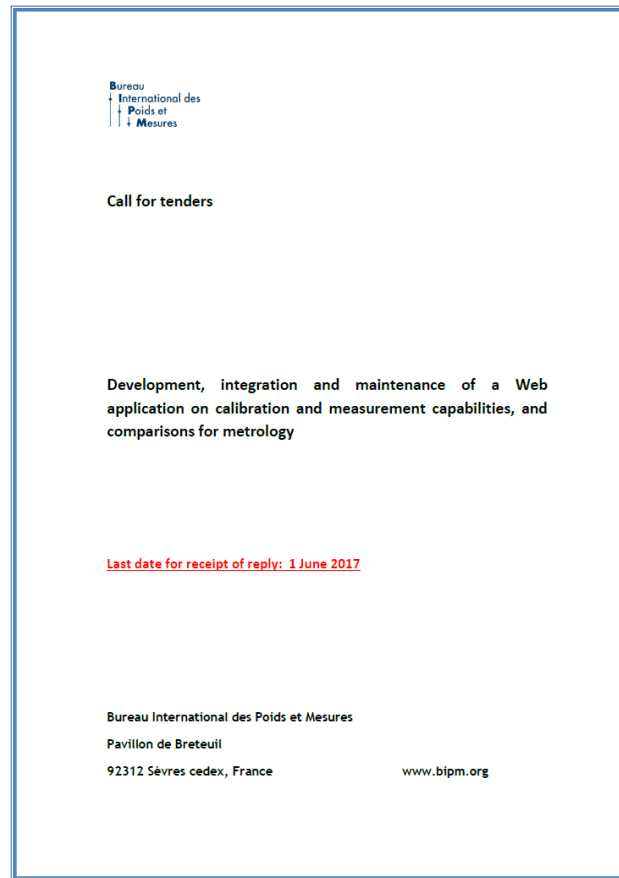 Bureau
International des
Poids et
Mesures
Call for tenders
Development, integration and maintenance of a Web
application on calibration and measurement capabilities, and
comparisons for metrology
Last date for receipt of reply: 1 June 2017
Bureau International des Poids et Mesures
Pavillon de Breteuil
92312 Sèvres cedex, France www.bipm.org